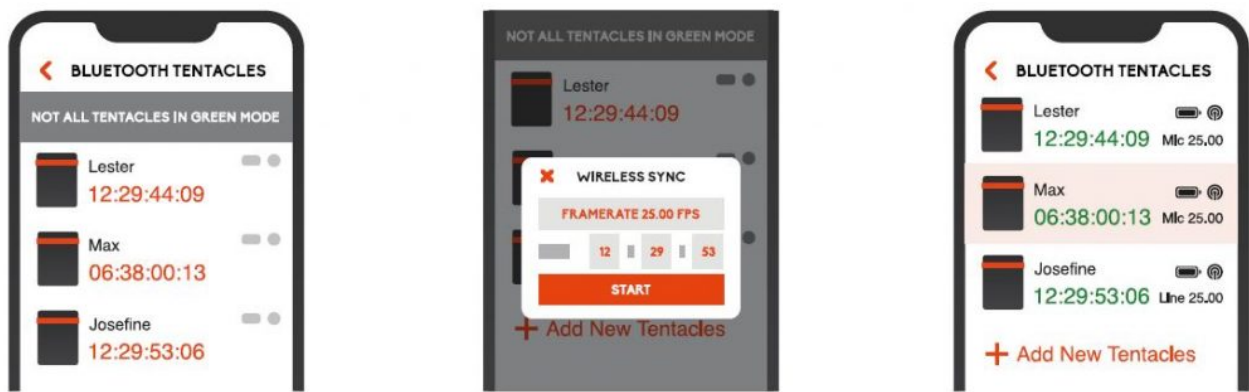 BLUETOOTH TENTACLES
NOT ALL TENTACLES IN GREEN MODE
Lester
12:29:44:09
Max
06:38:00:13
Josefine
12:29:53:06
NOT ALL TENTACLES IN GREEN MODE
Lester
12:29:44:09
WIRELESS SYNC
FRAMERATE 25.00 FPS
12 29 53
START
+ Add New Tentacles
BLUETOOTH TENTACLES
Lester
12:29:44:09 Mic 25.00
Max
06:38:00:13 Mic 25.00
Josefine
12:29:53:06 Line 25.00
+ Add New Tentacles